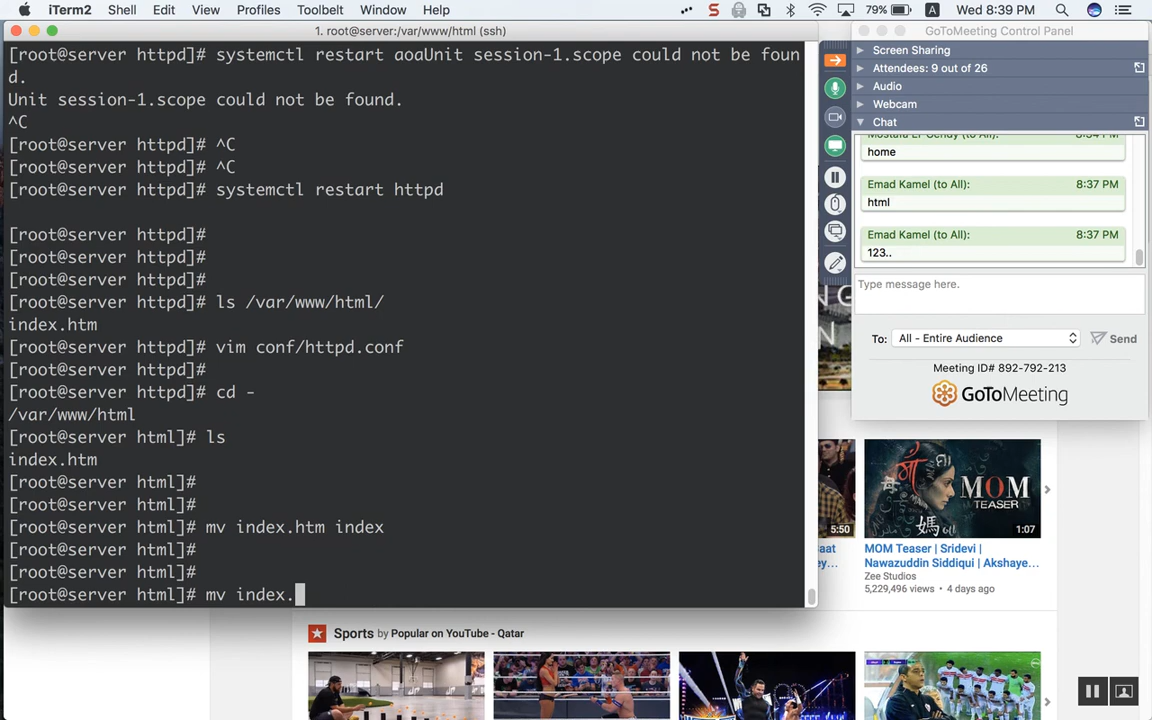 iTerm2 Shell Edit View Profiles Toolbelt Window Help
79% A Wed 8:39 PM
1. root@server:/var/www/html (ssh)
[root@server httpd]# systemctl restart aoaUnit session-1.scope could not be foun
d.
Unit session-1.scope could not be found.
^C
[root@server httpd]# ^C
[root@server httpd]# ^C
[root@server httpd]# systemctl restart httpd
[root@server httpd]#
[root@server httpd]#
[root@server httpd]#
[root@server httpd]# ls /var/www/html/
index.htm
[root@server httpd]# vim conf/httpd.conf
[root@server httpd]#
[root@server httpd]# cd -
/var/www/html
[root@server html]# ls
index.htm
[root@server html]#
[root@server html]#
[root@server html]# mv index.htm index
[root@server html]#
[root@server html]#
[root@server html]# mv index.
GoToMeeting Control Panel
Screen Sharing
Attendees: 9 out of 26
Audio
Webcam
Chat
home
Emad Kamel (to All): 8:37 PM
html
Emad Kamel (to All): 8:37 PM
123..
Type message here.
To: All - Entire Audience Send
Meeting ID# 892-792-213
GoToMeeting
5:50
MOM
TEASER
1:07
MOM Teaser | Sridevi |
Nawazuddin Siddiqui | Akshaye...
Zee Studios
5,229,496 views • 4 days ago
Sports by Popular on YouTube - Qatar